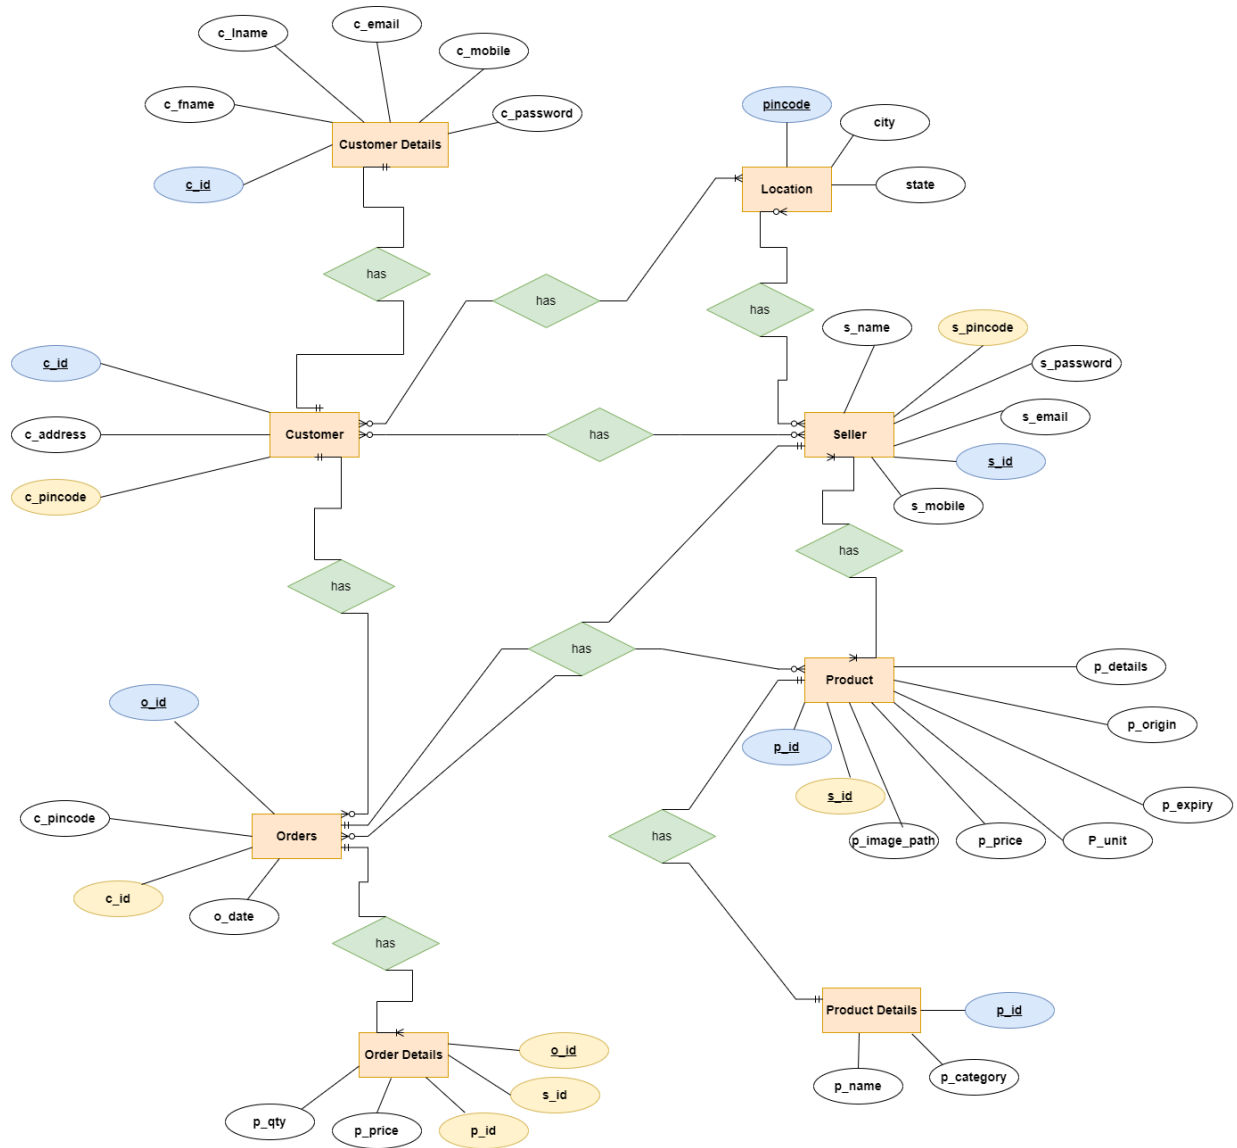 c_email
c_lname
c_mobile
c_fname
c_password
Customer Details
c_id
pincode
city
Location
state
has
has
has
s_name
s_pincode
c_id
s_password
s_email
c_address
Customer
has
Seller
s_id
c_pincode
s_mobile
has
has
has
p_details
Product
o_id
p_origin
p_id
s_id
p_expiry
c_pincode
Orders
has
p_image_path
p_price
P_unit
c_id
o_date
has
Product Details
p_id
o_id
Order Details
p_name
p_category
s_id
p_qty
p_price
p_id